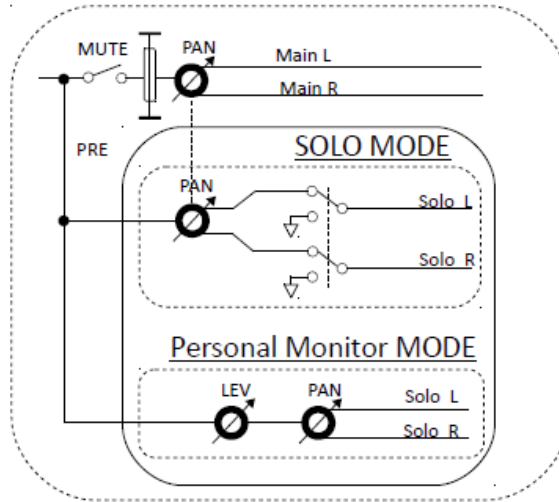 MUTE
PAN
Main L
Main R
PRE
SOLO MODE
PAN
Solo L
Solo R
Personal Monitor MODE
LEV
PAN
Solo L
Solo R